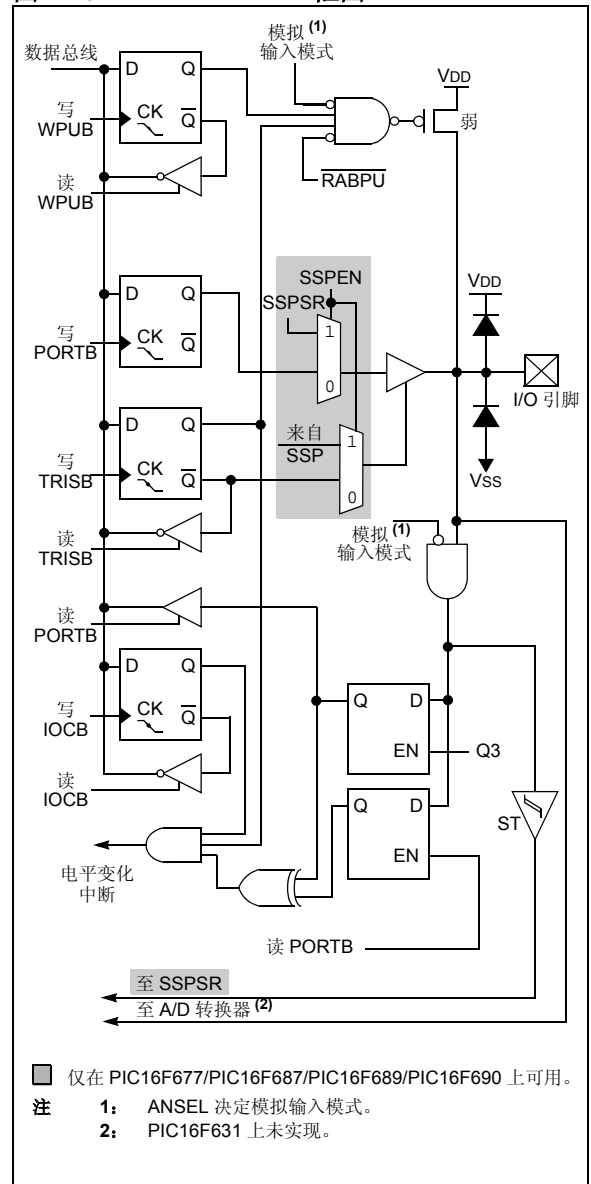 数据总线
D Q
写
WPUB
CK Q
读
WPUB
模拟 (1)
输入模式
RABPU
VDD
弱
D Q
写
PORTB
CK Q
SSPEN
SSPSR
1
0
VDD
I/O 引脚
VSS
D Q
写
TRISB
CK Q
来自
SSP
1
0
读
TRISB
模拟 (1)
输入模式
读
PORTB
D Q
写
IOCB
CK Q
读
IOCB
Q D
EN
Q3
Q D
EN
ST
电平变化
中断
读 PORTB
至 SSPSR
至 A/D 转换器 (2)
仅在 PIC16F677/PIC16F687/PIC16F689/PIC16F690 上可用。
注 1： ANSEL 决定模拟输入模式。
2： PIC16F631 上未实现。